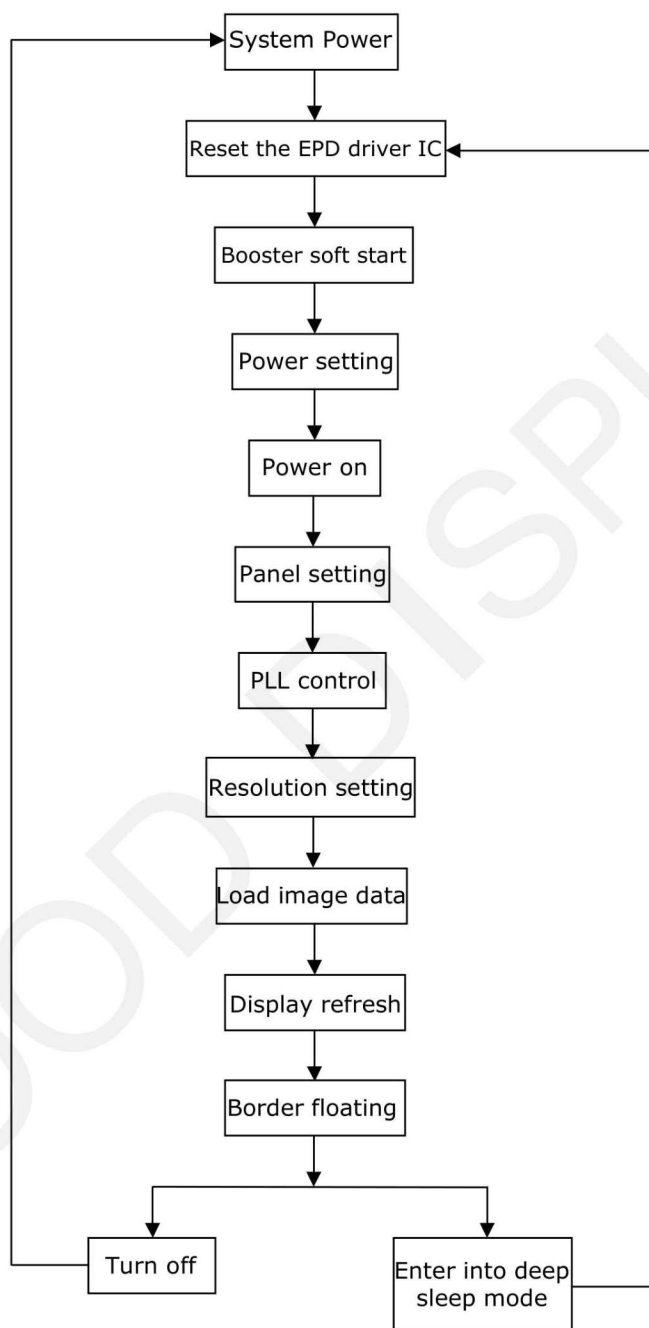 System Power
Reset the EPD driver IC
Booster soft start
Power setting
Power on
Panel setting
PLL control
Resolution setting
Load image data
Display refresh
Border floating
Turn off
Enter into deep
sleep mode